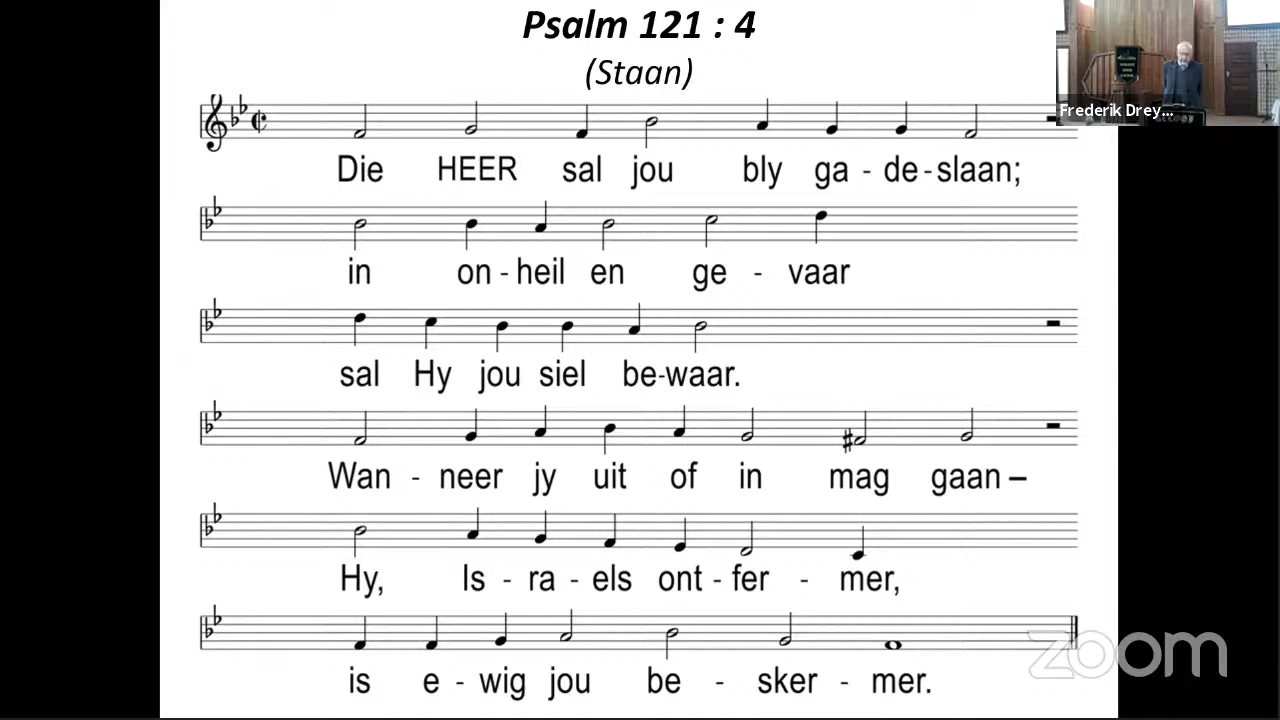 Psalm 121 : 4
(Staan)
Frederik Drey...
Die HEER sal jou bly ga - de - slaan;
in on - heil en ge - vaar
sal Hy jou siel be - waar.
Wan - neer jy uit of in mag gaan –
Hy, Is - ra - els ont - fer - mer,
is e - wig jou be - sker - mer.
zoom